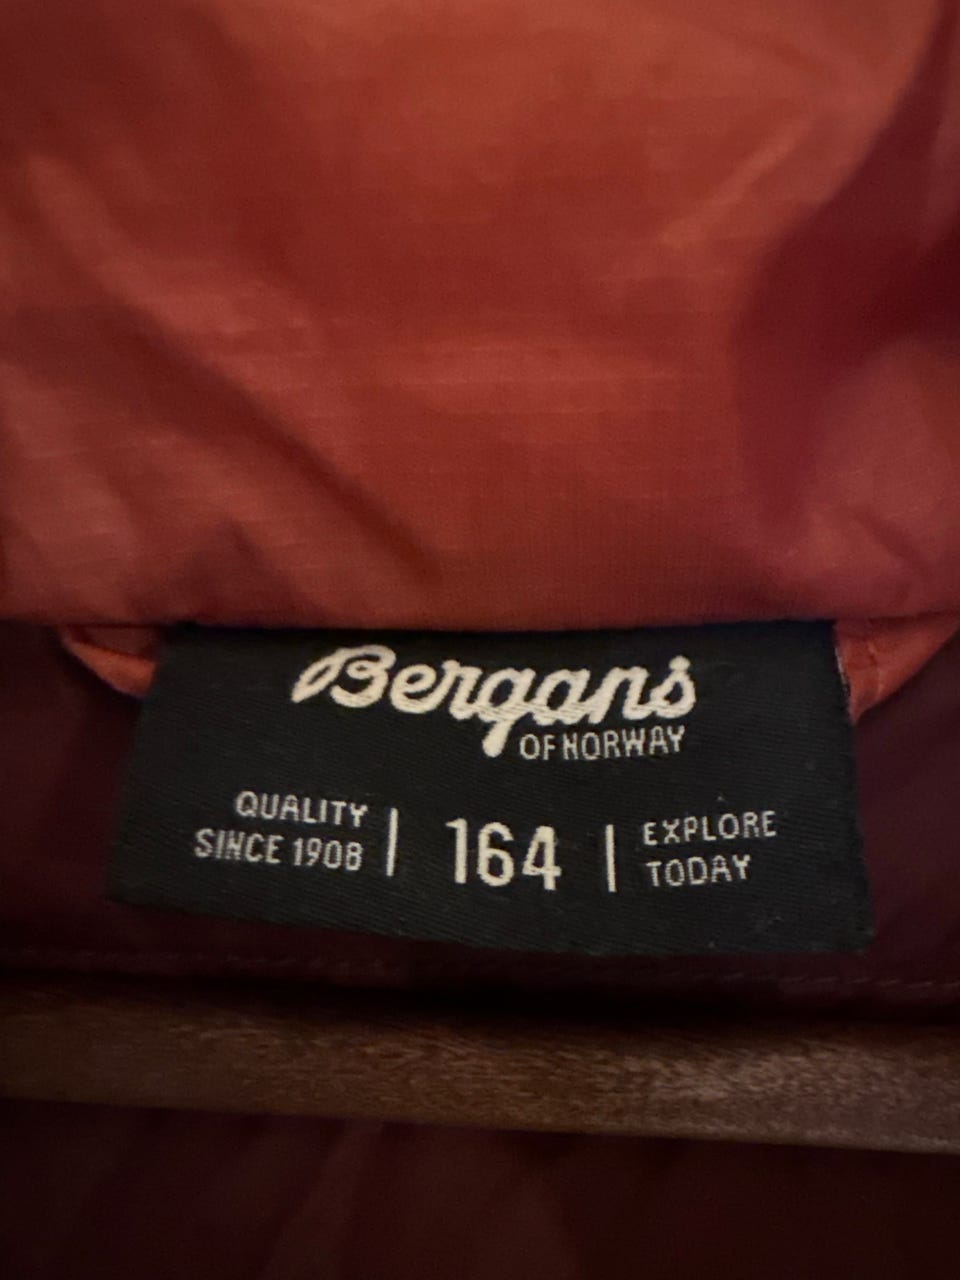 Bergans
OF NORWAY
QUALITY
SINCE 1908
164
EXPLORE
TODAY